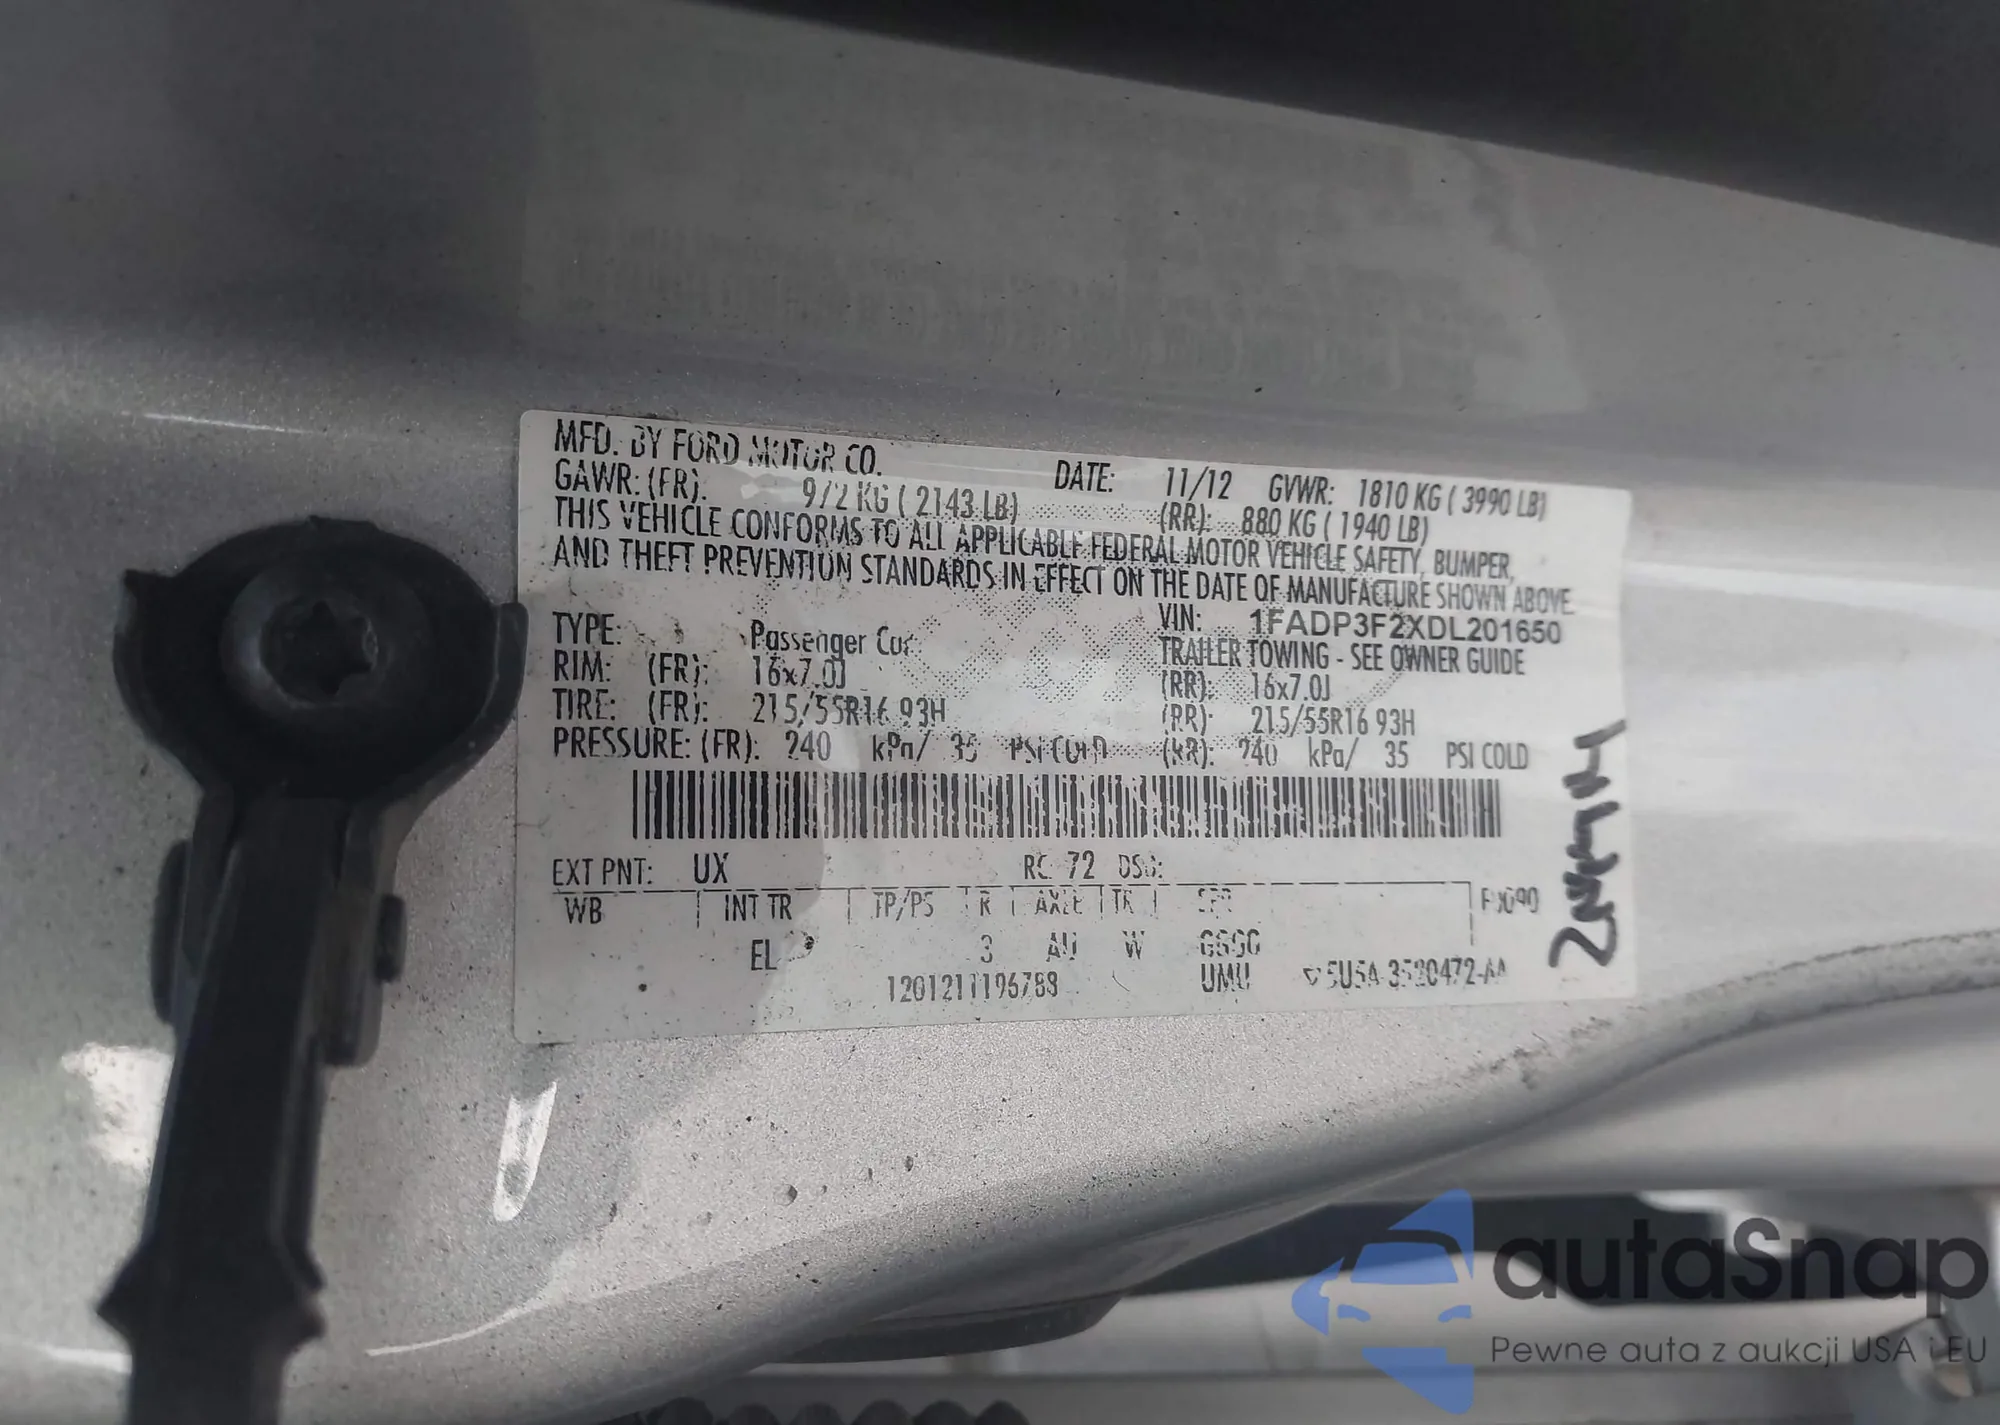 MFD. BY FORD MOTOR CO. DATE: 11/12 GVWR: 1810 KG ( 3990 LB)
GAWR: (FR): 972 KG ( 2143 LB) (RR): 880 KG ( 1940 LB)
THIS VEHICLE CONFORMS TO ALL APPLICABLE FEDERAL MOTOR VEHICLE SAFETY, BUMPER,
AND THEFT PREVENTION STANDARDS IN EFFECT ON THE DATE OF MANUFACTURE SHOWN ABOVE.
VIN: 1FADP3F2XDL201650
TYPE: Passenger Car TRAILER TOWING - SEE OWNER GUIDE
RIM: (FR): 16x7.0J (RR): 16x7.0J
TIRE: (FR): 215/55R16 93H (RR): 215/55R16 93H
PRESSURE: (FR): 240 kPa/ 35 PSI COLD (RR): 240 kPa/ 35 PSI COLD
EXT PNT: UX RC: 72 DSO:
WB INT TR TP/PS R AXLE TR SPR
EL 3 AU W
1201211196788 UMU
autaSnap
Pewne auta z aukcji USA i EU